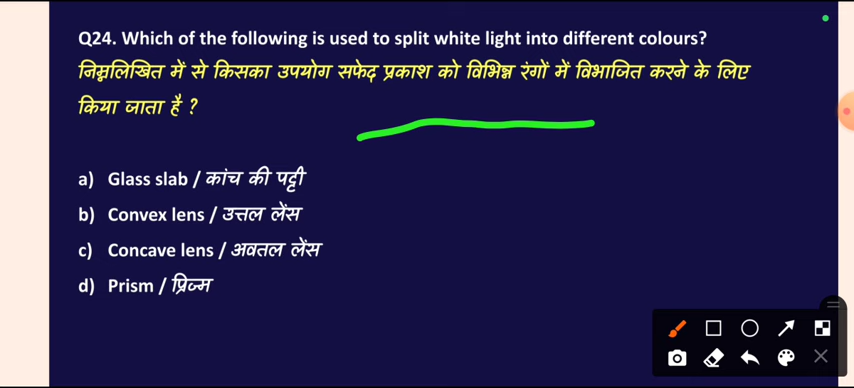 Q24. Which of the following is used to split white light into different colours?
निम्नलिखित में से किसका उपयोग सफेद प्रकाश को विभिन्न रंगों में विभाजित करने के लिए
किया जाता है ?
a) Glass slab / कांच की पट्टी
b) Convex lens / उत्तल लेंस
c) Concave lens / अवतल लेंस
d) Prism / प्रिज्म